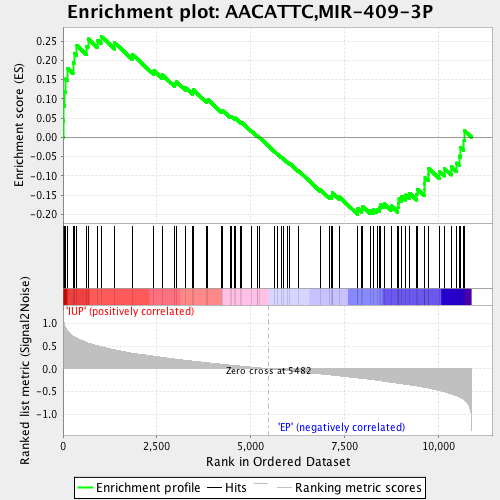 Enrichment plot: AACATTC,MIR-409-3P
Enrichment score (ES)
0.25
0.20
0.15
0.10
0.05
0.00
-0.05
-0.10
-0.15
-0.20
'IUP' (positively correlated)
Ranked list metric (Signal2Noise)
1.0
0.5
0.0
-0.5
-1.0
Zero cross at 5482
'EP' (negatively correlated)
0
2,500
5,000
7,500
10,000
Rank in Ordered Dataset
Enrichment profile
Hits
Ranking metric scores